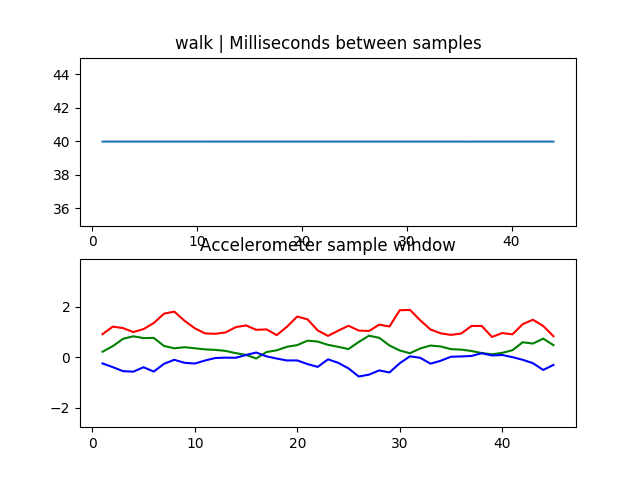 walk | Milliseconds between samples
44
42
40
38
36
0 10 20 30 40
Accelerometer sample window
2
0
−2
0 10 20 30 40